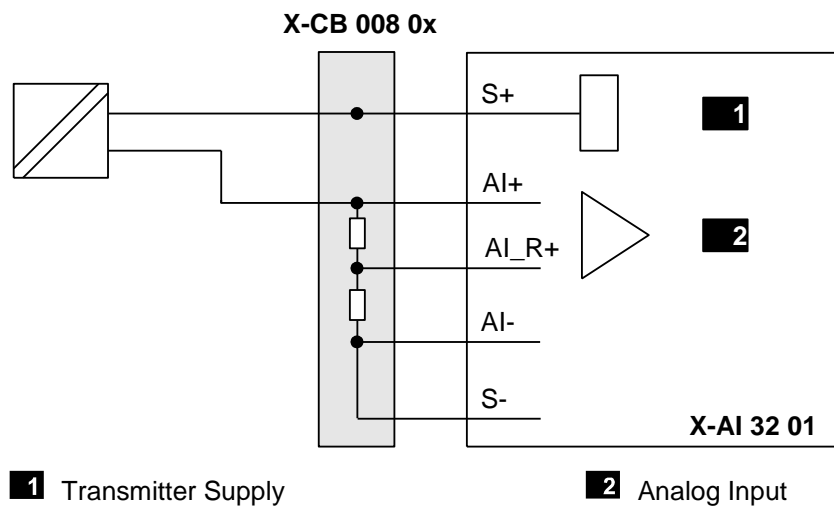 X-CB 008 0x
S+
1
AI+
2
AI_R+
AI-
S-
X-AI 32 01
1 Transmitter Supply
2 Analog Input